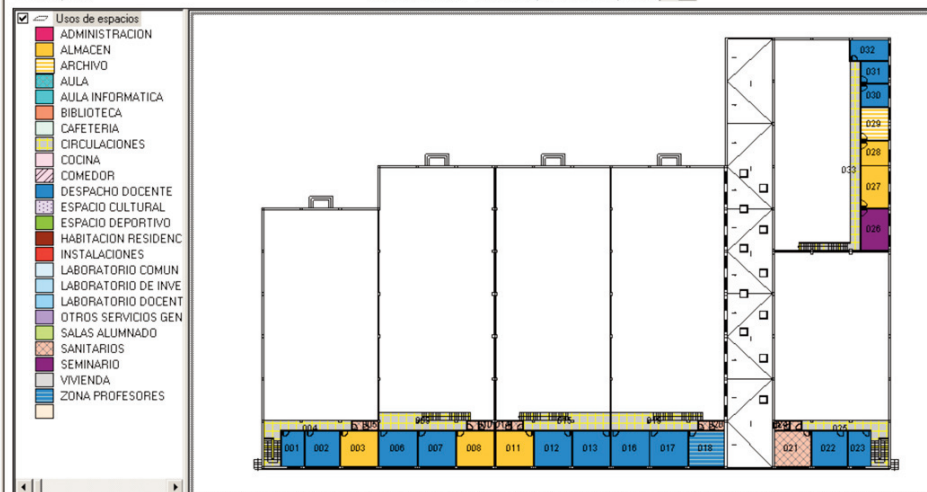 Usos de espacios
ADMINISTRACION
ALMACEN
ARCHIVO
AULA
AULA INFORMATICA
BIBLIOTECA
CAFETERIA
CIRCULACIONES
COCINA
COMEDOR
DESPACHO DOCENTE
ESPACIO CULTURAL
ESPACIO DEPORTIVO
HABITACION RESIDENC
INSTALACIONES
LABORATORIO COMUN
LABORATORIO DE INVE
LABORATORIO DOCENT
OTROS SERVICIOS GEN
SALAS ALUMNADO
SANITARIOS
SEMINARIO
VIVIENDA
ZONA PROFESORES
032
031
030
029
028
033
027
026
004
015
025
001
002
003
006
007
008
011
012
013
016
017
018
021
022
023